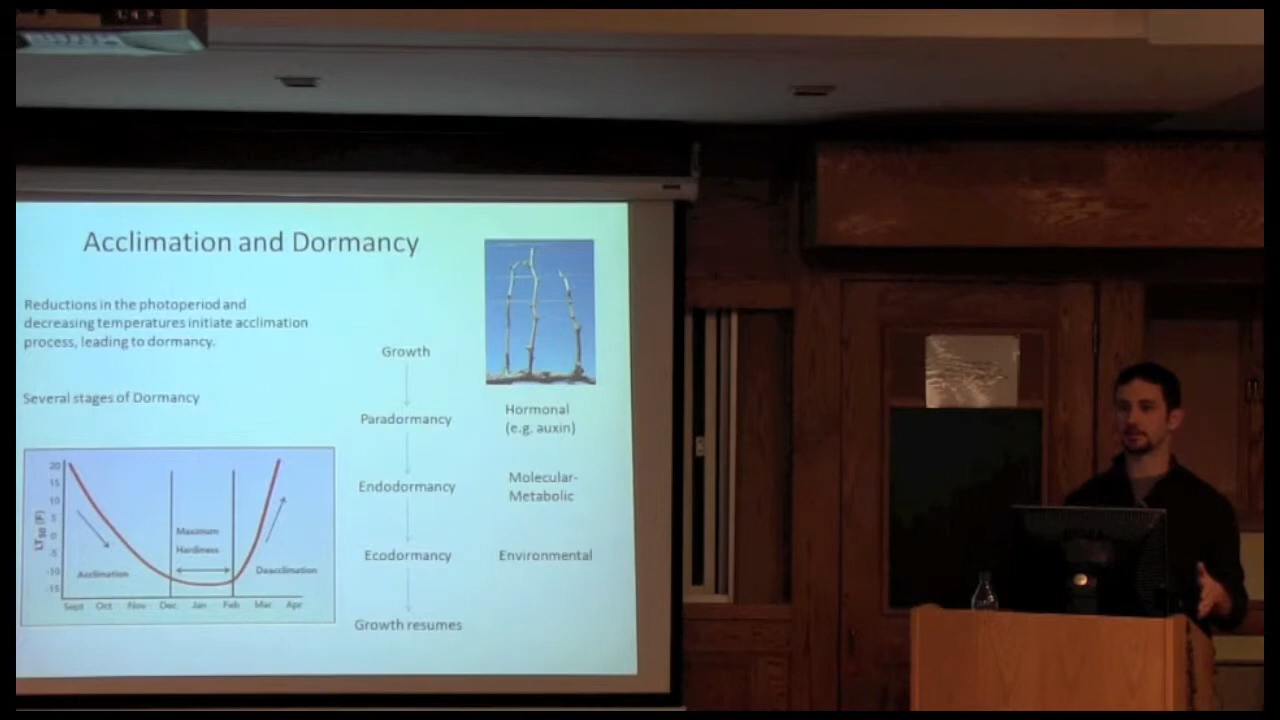 Acclimation and Dormancy
Reductions in the photoperiod and
decreasing temperatures initiate acclimation
process, leading to dormancy.
Several stages of Dormancy
Growth
Paradormancy
Hormonal
(e.g. auxin)
Endodormancy
Molecular-
Metabolic
Ecodormancy
Environmental
Growth resumes
LT50 (F)
20
15
10
5
0
-5
-10
-15
Maximum
Hardiness
Acclimation
Deacclimation
Sept Oct Nov Dec Jan Feb Mar Apr